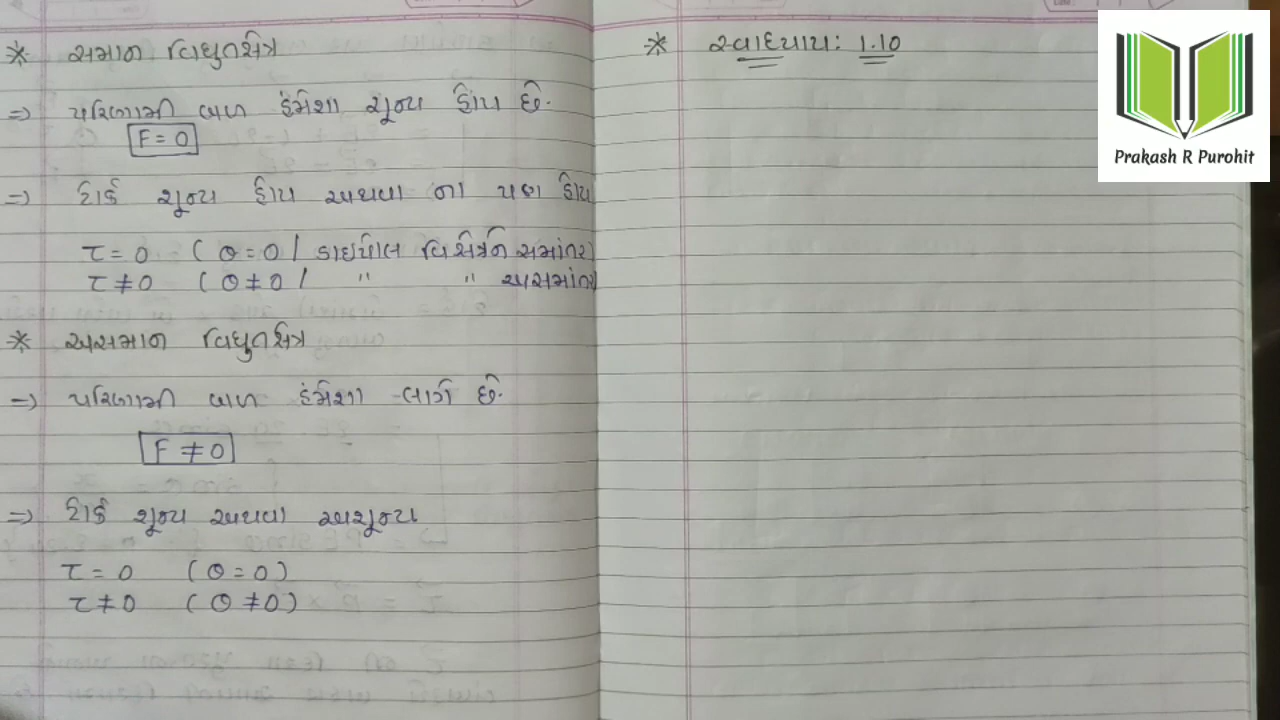 * સમાન વિદ્યુતક્ષેત્ર
⇒ પરિણામી બળ હંમેશા શૂન્ય હોય છે.
F = 0
⇒ ટોર્ક શૂન્ય હોય અથવા ના પણ હોય
τ = 0 ( θ = 0 / ડાઇપોલ વિક્ષેત્રને સમાંતર)
τ ≠ 0 ( θ ≠ 0 / " " અસમાંતર)
* અસમાન વિદ્યુતક્ષેત્ર
⇒ પરિણામી બળ હંમેશા લાગે છે.
F ≠ 0
⇒ ટોર્ક શૂન્ય અથવા અશૂન્ય
τ = 0 ( θ = 0 )
τ ≠ 0 ( θ ≠ 0 )
* સ્વાધ્યાય: 1.10
Prakash R Purohit